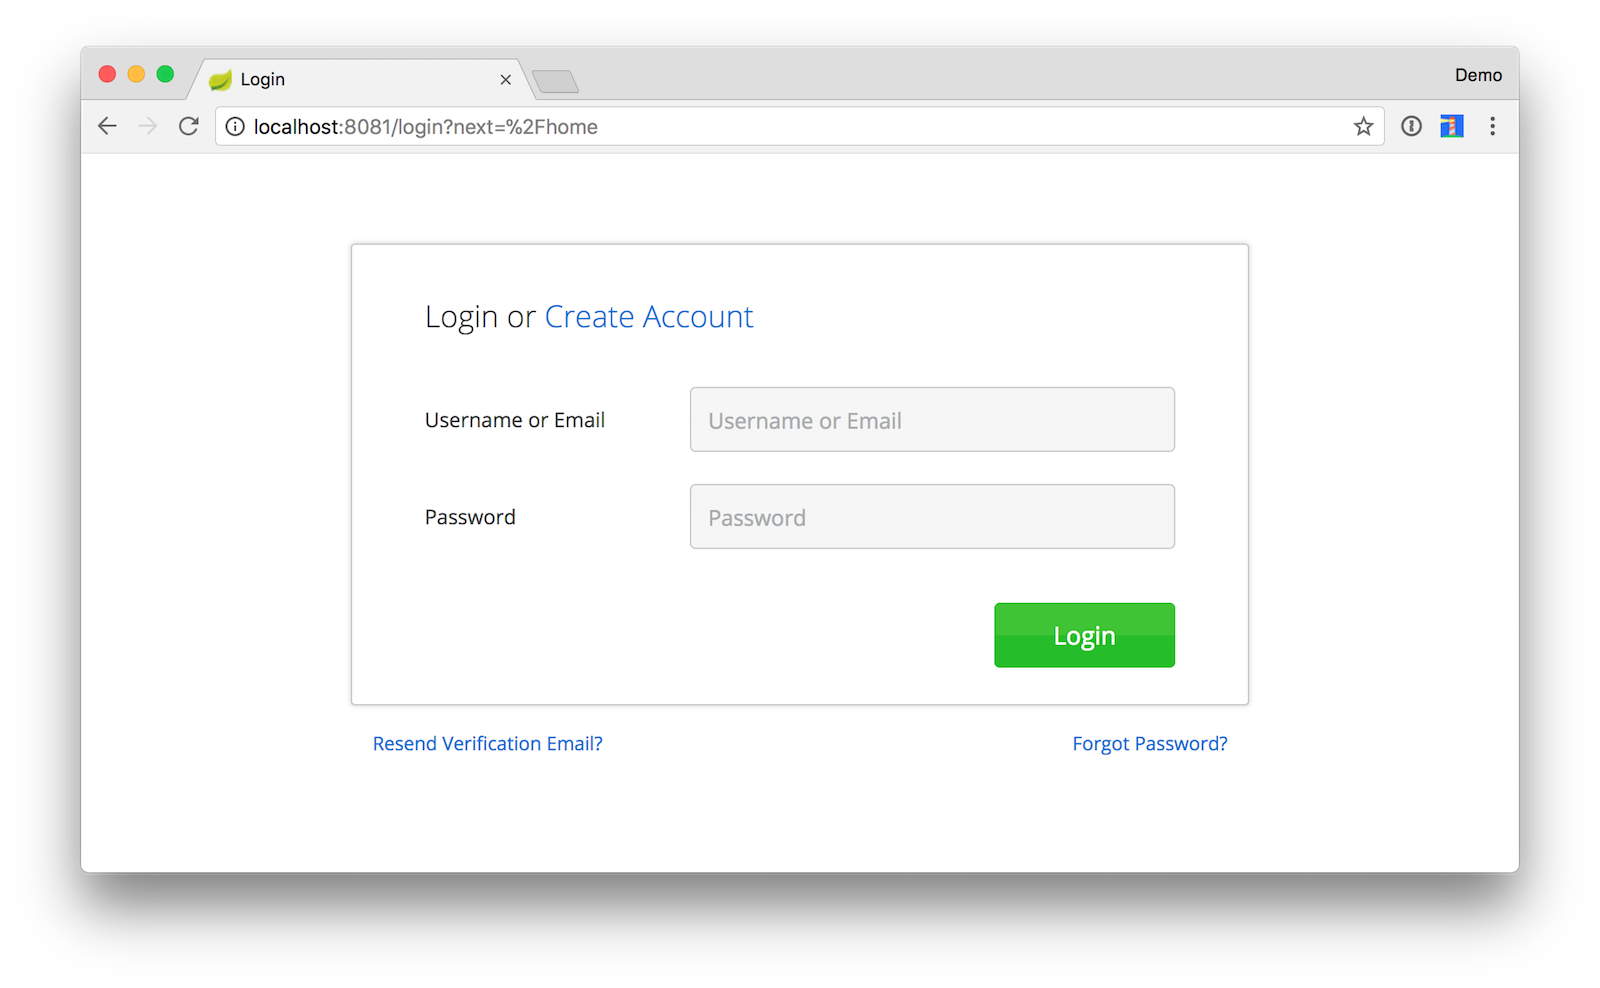 Login
Demo
localhost:8081/login?next=%2Fhome
Login or Create Account
Username or Email
Username or Email
Password
Password
Login
Resend Verification Email?
Forgot Password?